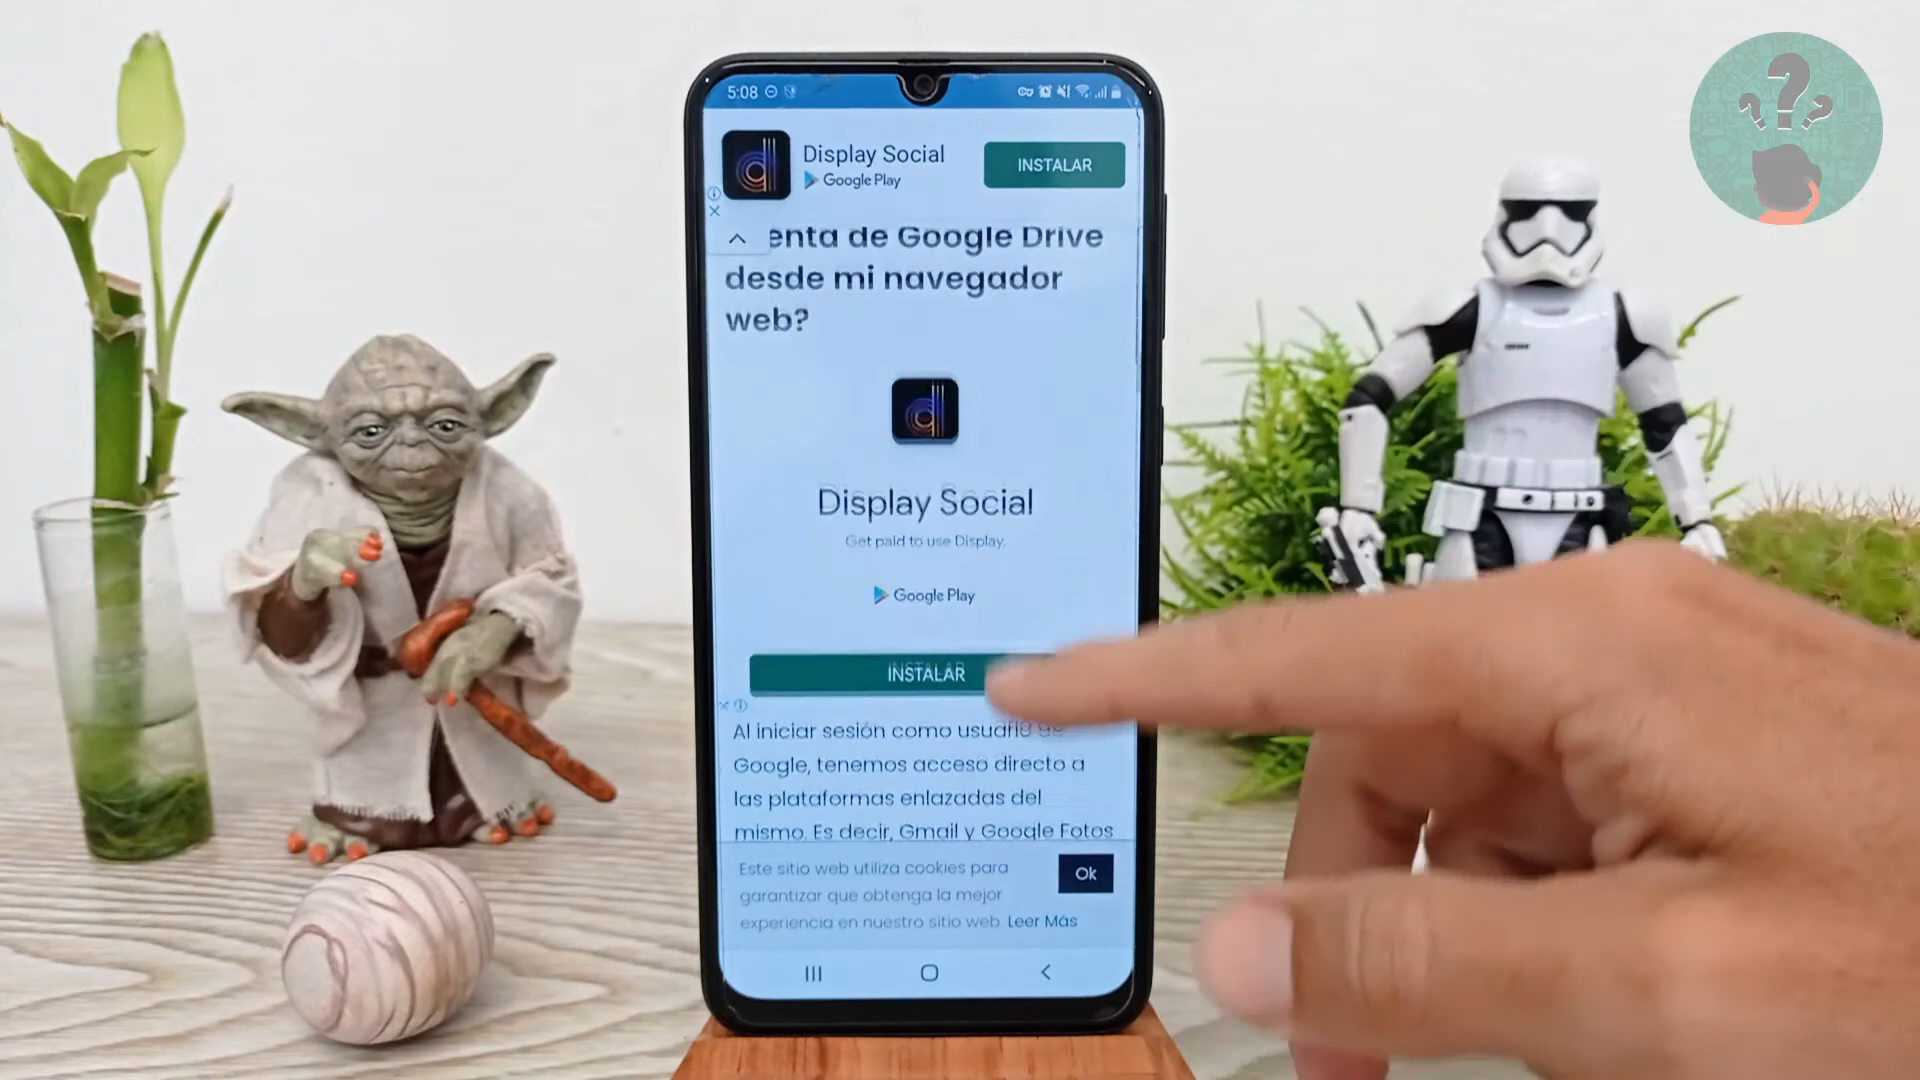 5:08
Display Social
Google Play
INSTALAR
enta de Google Drive
desde mi navegador
web?
Display Social
Get paid to use Display.
Google Play
INSTALAR
Al iniciar sesión como usuario de
Google, tenemos acceso directo a
las plataformas enlazadas del
mismo. Es decir, Gmail y Google Fotos
Este sitio web utiliza cookies para
garantizar que obtenga la mejor
experiencia en nuestro sitio web. Leer Más
Ok